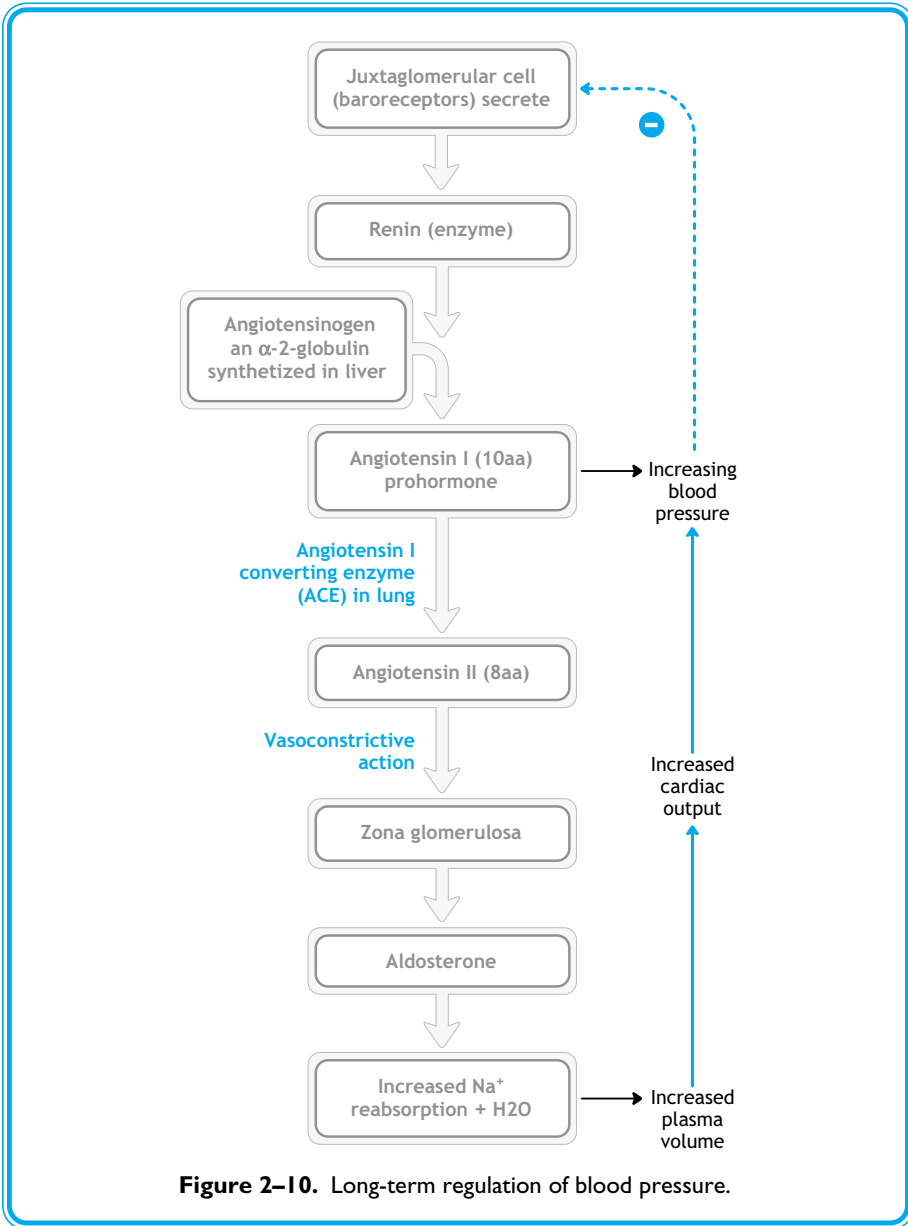 Juxtaglomerular cell
(baroreceptors) secrete
−
Renin (enzyme)
Angiotensinogen
an α-2-globulin
synthetized in liver
Angiotensin I (10aa)
prohormone
Increasing
blood
pressure
Angiotensin I
converting enzyme
(ACE) in lung
Angiotensin II (8aa)
Vasoconstrictive
action
Increased
cardiac
output
Zona glomerulosa
Aldosterone
Increased Na⁺
reabsorption + H2O
Increased
plasma
volume
Figure 2–10. Long-term regulation of blood pressure.